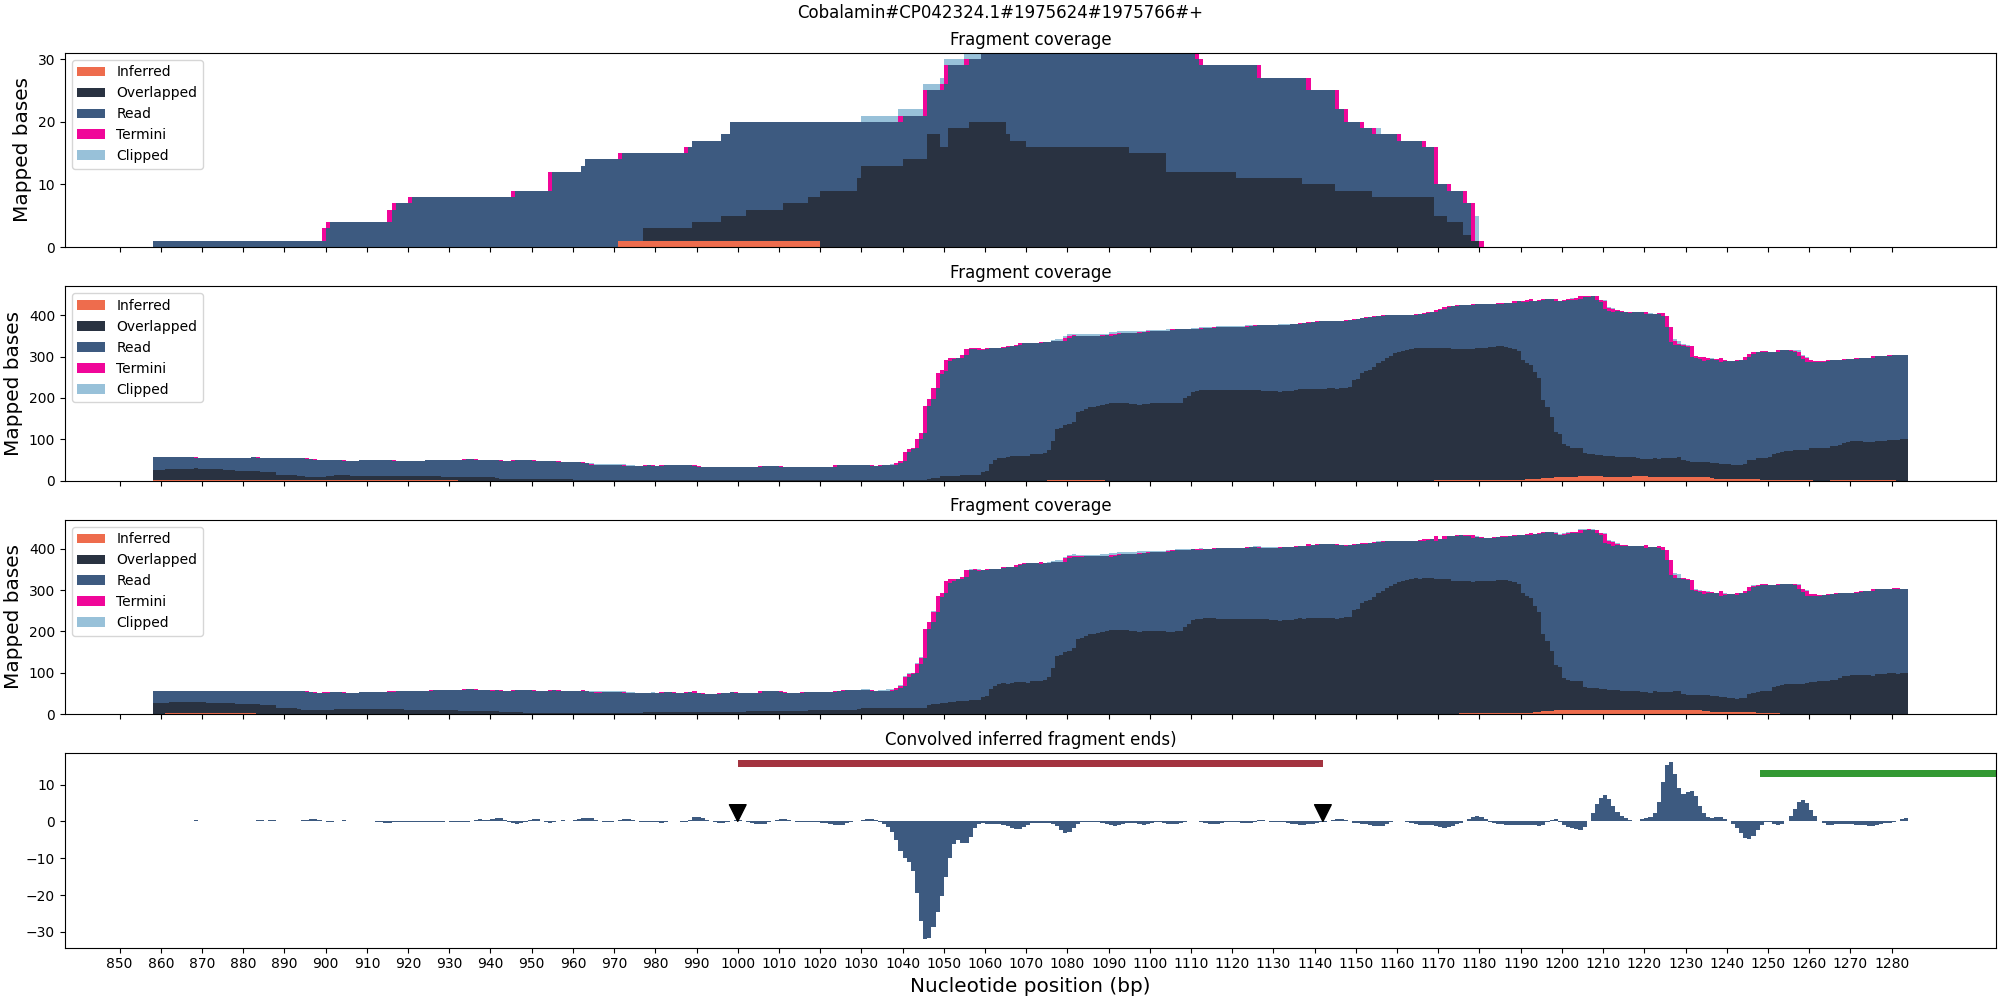 Cobalamin#CP042324.1#1975624#1975766#+
Fragment coverage
Mapped bases
30
20
10
0
Inferred
Overlapped
Read
Termini
Clipped
Fragment coverage
Mapped bases
400
300
200
100
0
Inferred
Overlapped
Read
Termini
Clipped
Fragment coverage
Mapped bases
400
300
200
100
0
Inferred
Overlapped
Read
Termini
Clipped
Convolved inferred fragment ends)
10
0
−10
−20
−30
850 860 870 880 890 900 910 920 930 940 950 960 970 980 990 1000 1010 1020 1030 1040 1050 1060 1070 1080 1090 1100 1110 1120 1130 1140 1150 1160 1170 1180 1190 1200 1210 1220 1230 1240 1250 1260 1270 1280
Nucleotide position (bp)